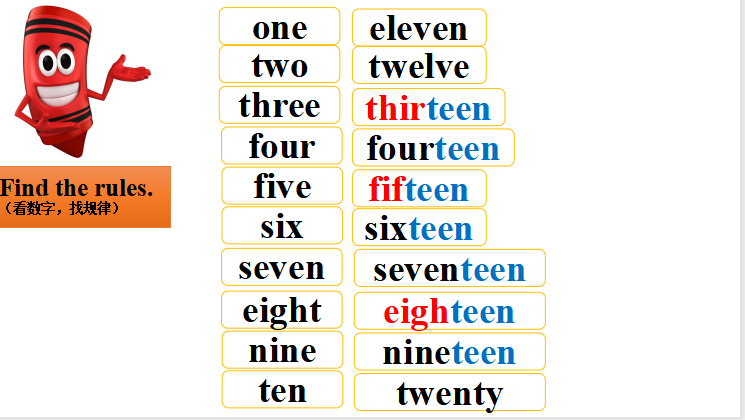 one eleven
two twelve
three thirteen
four fourteen
Find the rules.
（看数字，找规律）
five fifteen
six sixteen
seven seventeen
eight eighteen
nine nineteen
ten twenty